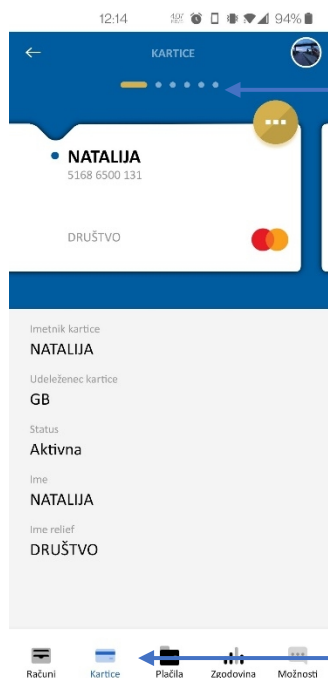 12:14
94%
KARTICE
NATALIJA
5168 6500 131
DRUŠTVO
Imetnik kartice
NATALIJA
Udeleženec kartice
GB
Status
Aktivna
Ime
NATALIJA
Ime relief
DRUŠTVO
Računi Kartice Plačila Zgodovina Možnosti